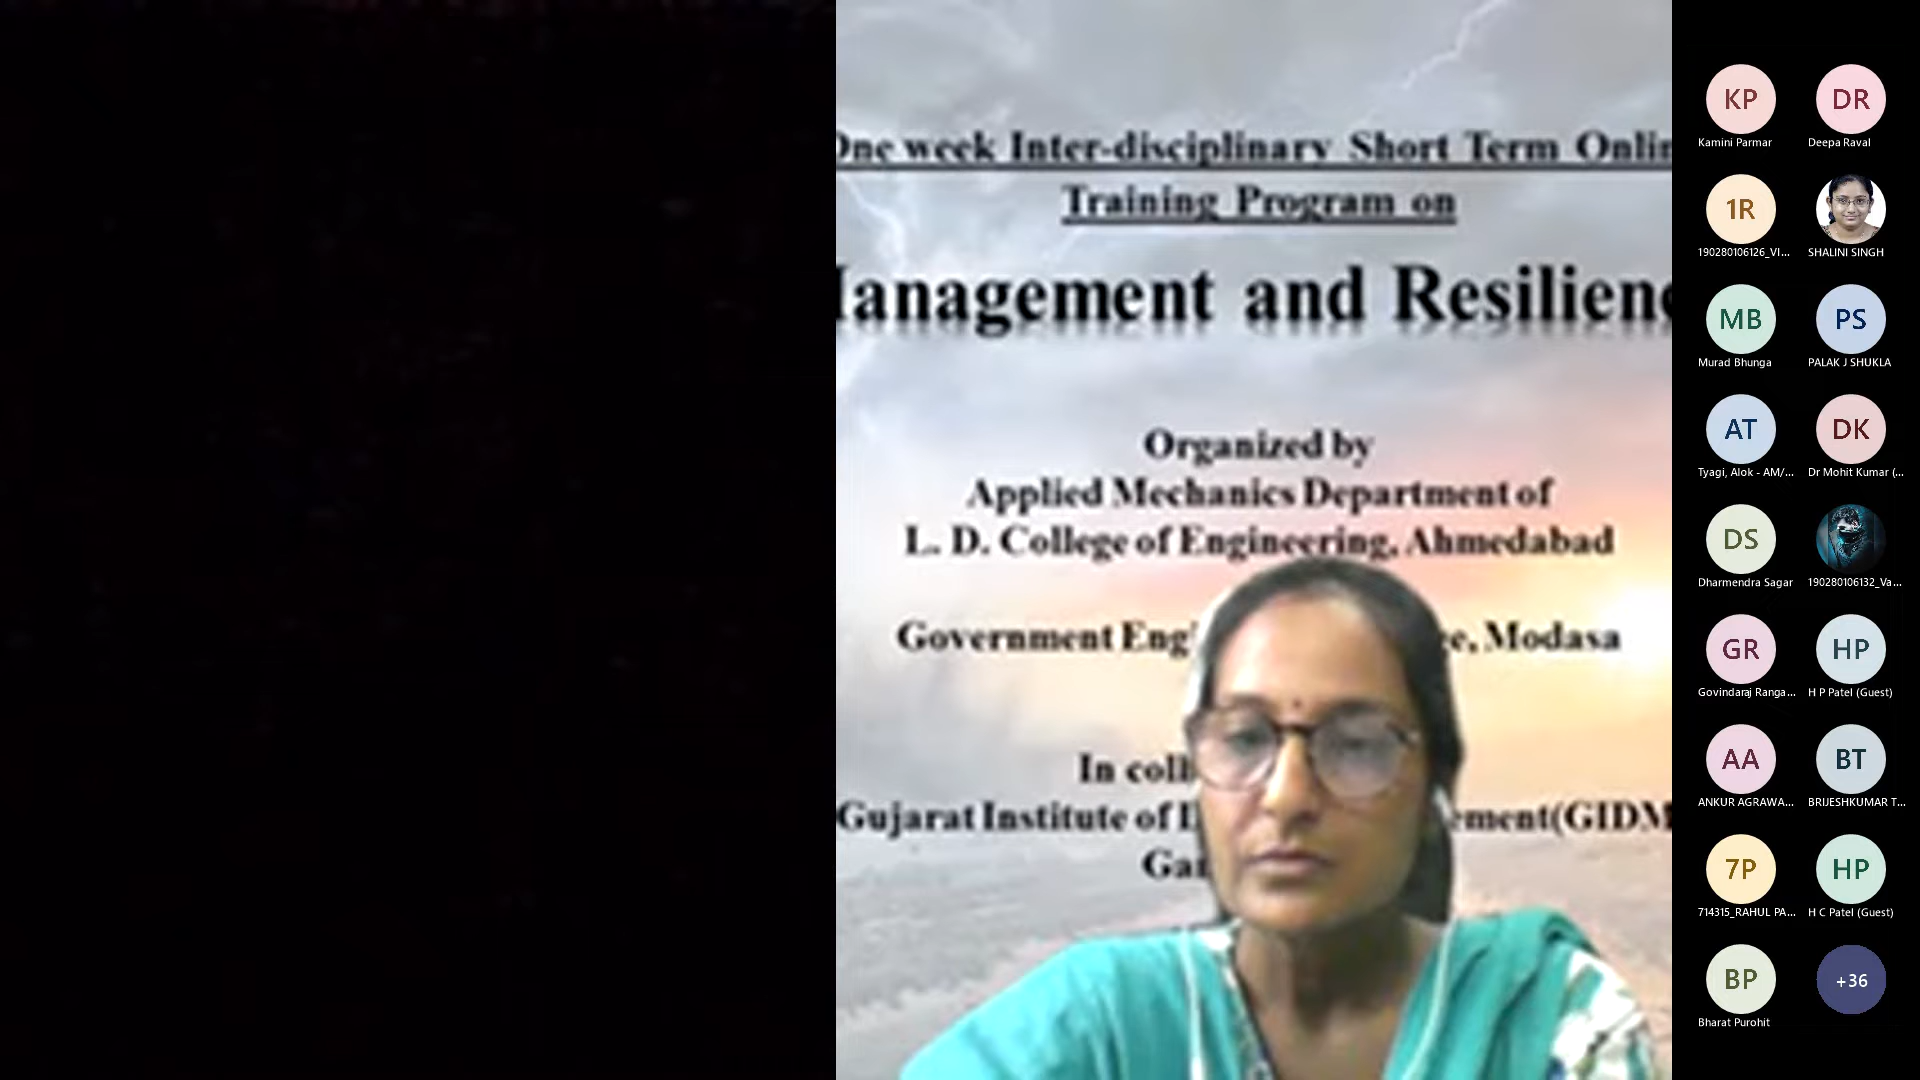 One week Inter-disciplinary Short Term Onlin
Training Program on
Management and Resilienc
Organized by
Applied Mechanics Department of
L. D. College of Engineering, Ahmedabad
Government Eng e, Modasa
In coll
Gujarat Institute of D ement(GIDM
Gan
KP
Kamini Parmar
DR
Deepa Raval
1R
190280106126_VI...
SHALINI SINGH
MB
Murad Bhunga
PS
PALAK J SHUKLA
AT
Tyagi, Alok - AM/...
DK
Dr Mohit Kumar (...
DS
Dharmendra Sagar
190280106132_Va...
GR
Govindaraj Ranga...
HP
H P Patel (Guest)
AA
ANKUR AGRAWA...
BT
BRIJESHKUMAR T...
7P
714315_RAHUL PA...
HP
H C Patel (Guest)
BP
Bharat Purohit
+36